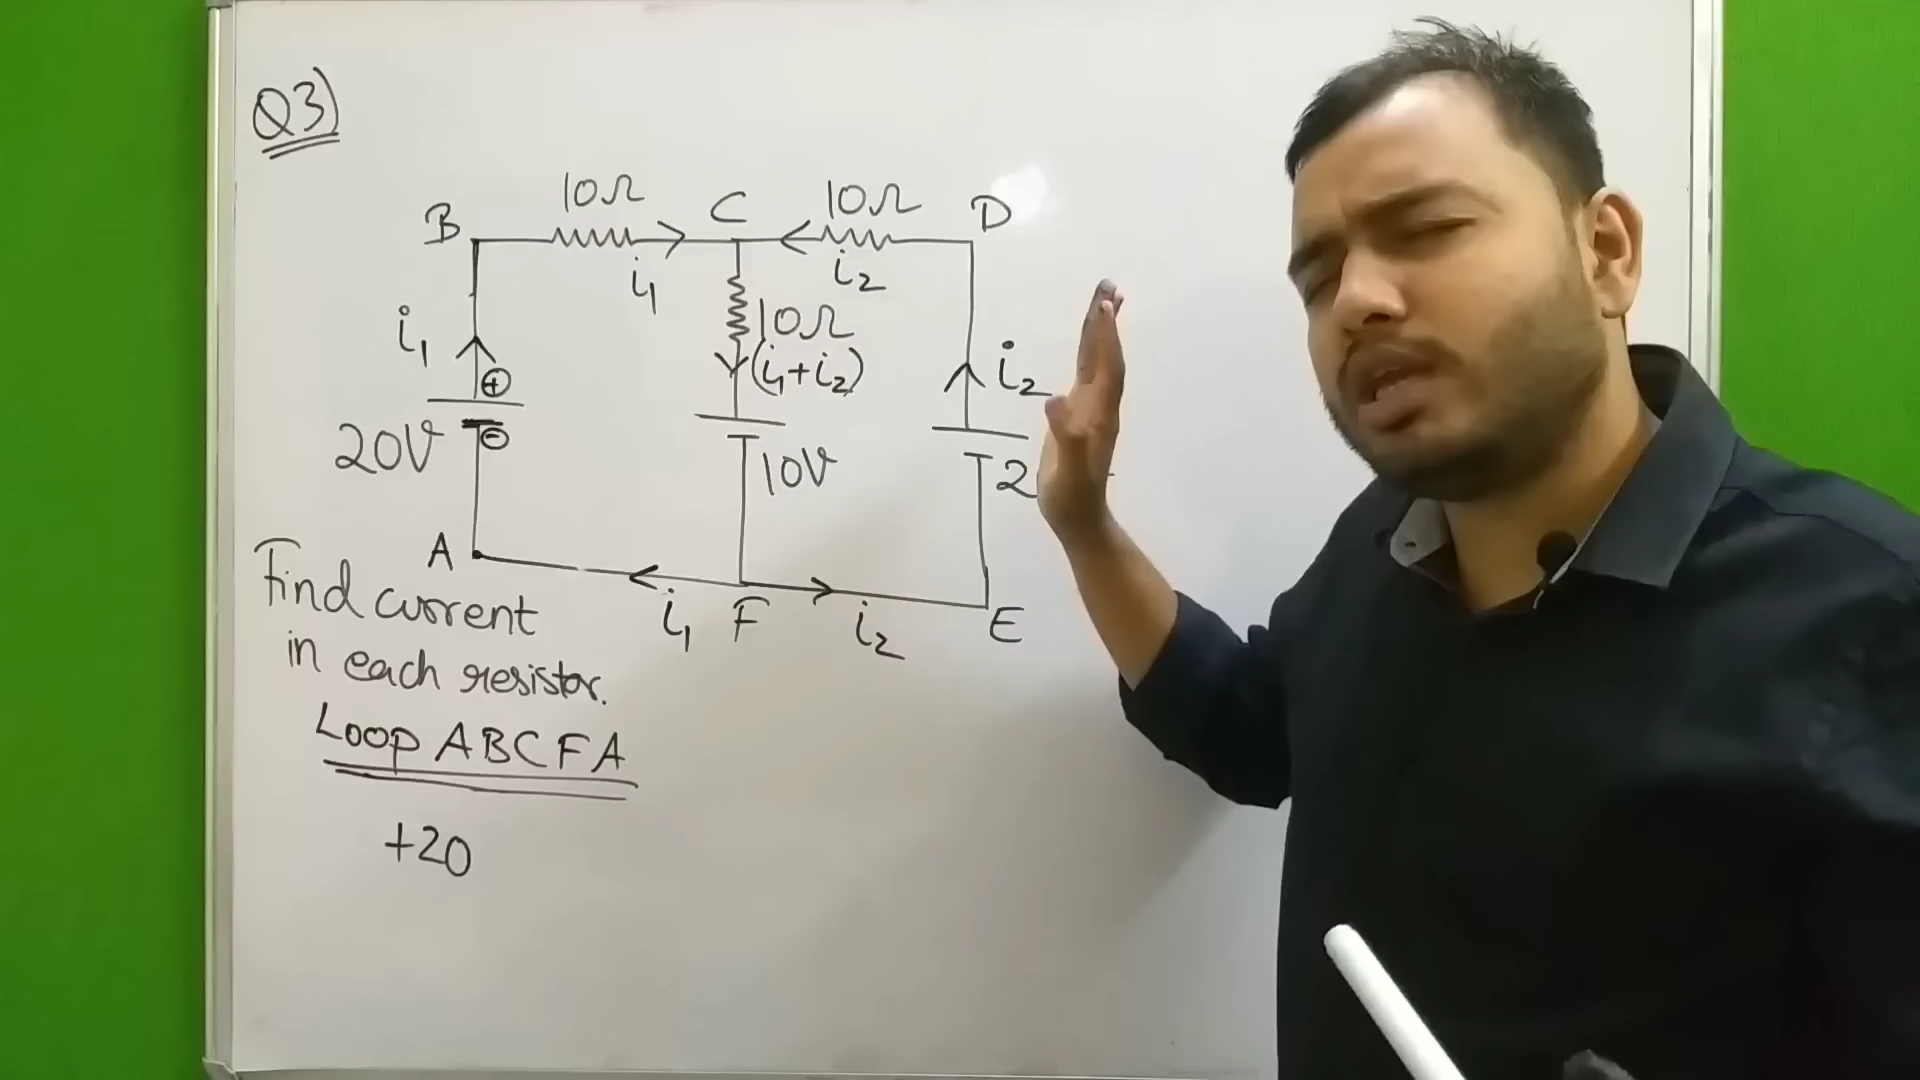 Q3)
10Ω C 10Ω
B D
i₁ i₂
10Ω
i₁ (i₁+i₂) i₂
⊕
20V ⊖ 10V 2
A
i₁ F i₂ E
Find current
in each resistor.
Loop ABCFA
+20